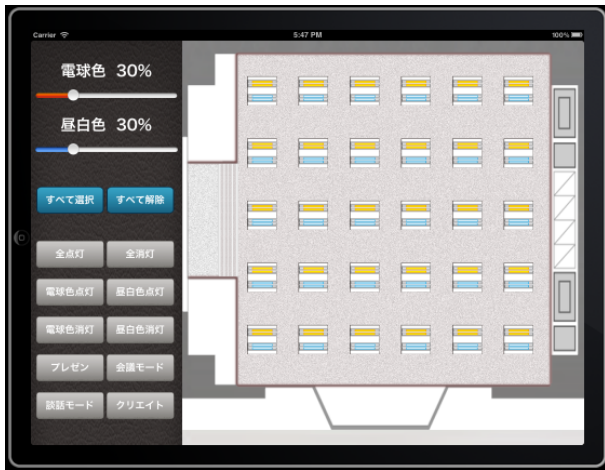 Carrier 5:47 PM 100%
電球色 30%
昼白色 30%
すべて選択 すべて解除
全点灯 全消灯
電球色点灯 昼白色点灯
電球色消灯 昼白色消灯
プレゼン 会議モード
談話モード クリエイト